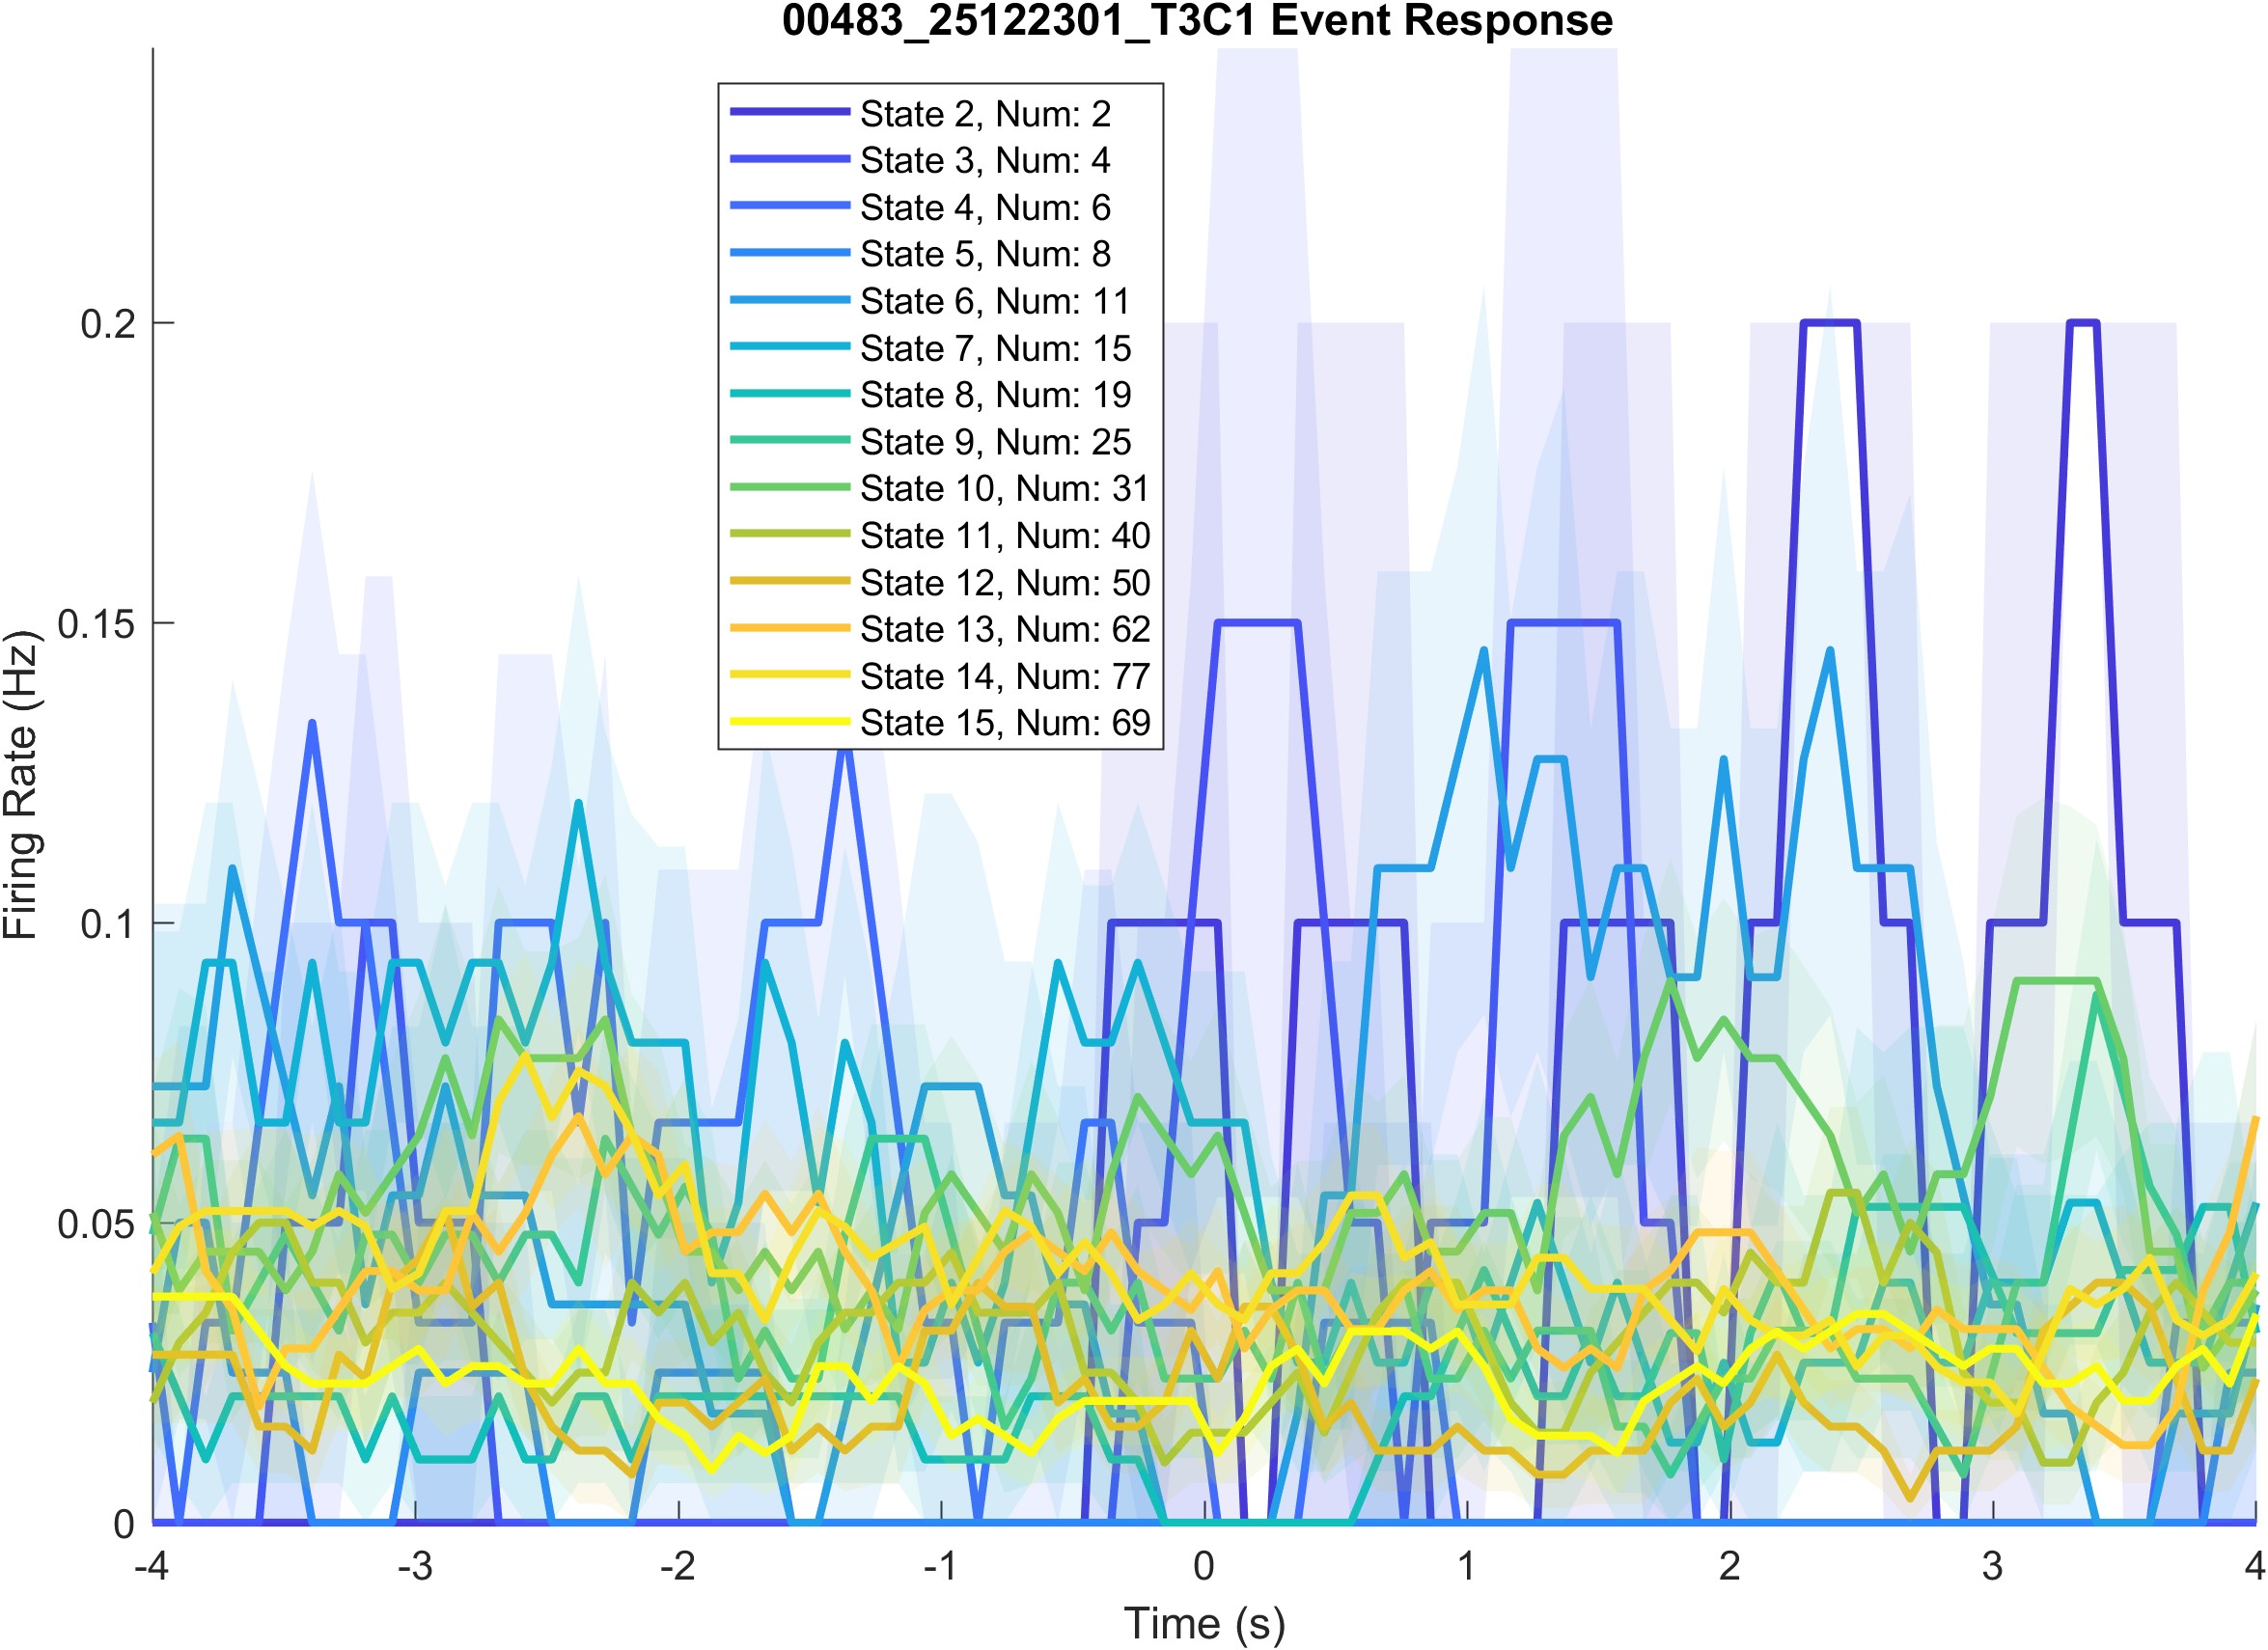 00483_25122301_T3C1 Event Response
State 2, Num: 2
State 3, Num: 4
State 4, Num: 6
State 5, Num: 8
State 6, Num: 11
State 7, Num: 15
State 8, Num: 19
State 9, Num: 25
State 10, Num: 31
State 11, Num: 40
State 12, Num: 50
State 13, Num: 62
State 14, Num: 77
State 15, Num: 69
Firing Rate (Hz)
0.2
0.15
0.1
0.05
0
-4 -3 -2 -1 0 1 2 3 4
Time (s)